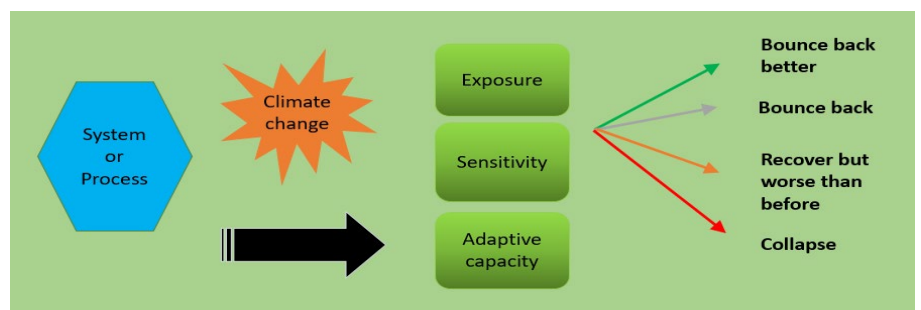 System
or
Process
Climate
change
Exposure
Sensitivity
Adaptive
capacity
Bounce back
better
Bounce back
Recover but
worse than
before
Collapse